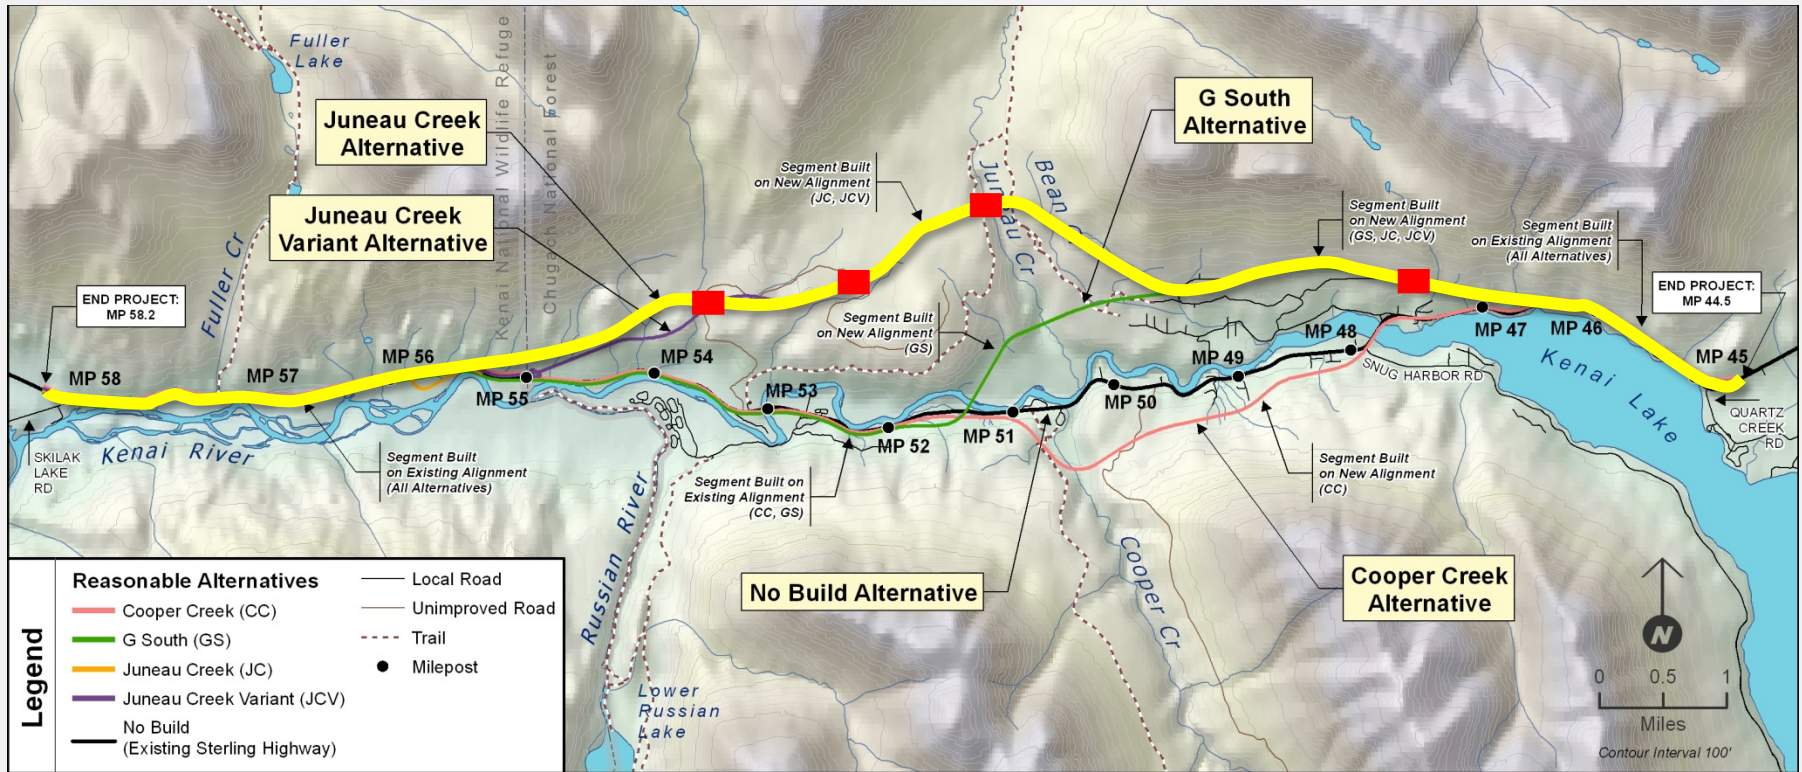 Fuller
Lake
Kenai National Wildlife Refuge
Chugach National Forest
Juneau Creek
Alternative
Juneau Creek
Variant Alternative
G South
Alternative
Segment Built
on New Alignment
(JC, JCV)
Juneau Cr
Bean Cr
Segment Built
on New Alignment
(GS, JC, JCV)
Segment Built
on Existing Alignment
(All Alternatives)
END PROJECT:
MP 58.2
Fuller Cr
END PROJECT:
MP 44.5
Segment Built
on New Alignment
(GS)
MP 58
MP 57
MP 56
MP 55
MP 54
MP 53
MP 52
MP 51
MP 50
MP 49
MP 48
MP 47
MP 46
MP 45
SNUG HARBOR RD
Kenai Lake
QUARTZ
CREEK
RD
SKILAK
LAKE
RD
Kenai River
Segment Built
on Existing Alignment
(All Alternatives)
Segment Built on
Existing Alignment
(CC, GS)
Segment Built
on New Alignment
(CC)
Russian River
Cooper Cr
No Build Alternative
Cooper Creek
Alternative
Lower
Russian
Lake
Legend
Reasonable Alternatives
Cooper Creek (CC)
G South (GS)
Juneau Creek (JC)
Juneau Creek Variant (JCV)
No Build
(Existing Sterling Highway)
Local Road
Unimproved Road
Trail
Milepost
N
0 0.5 1
Miles
Contour Interval 100'